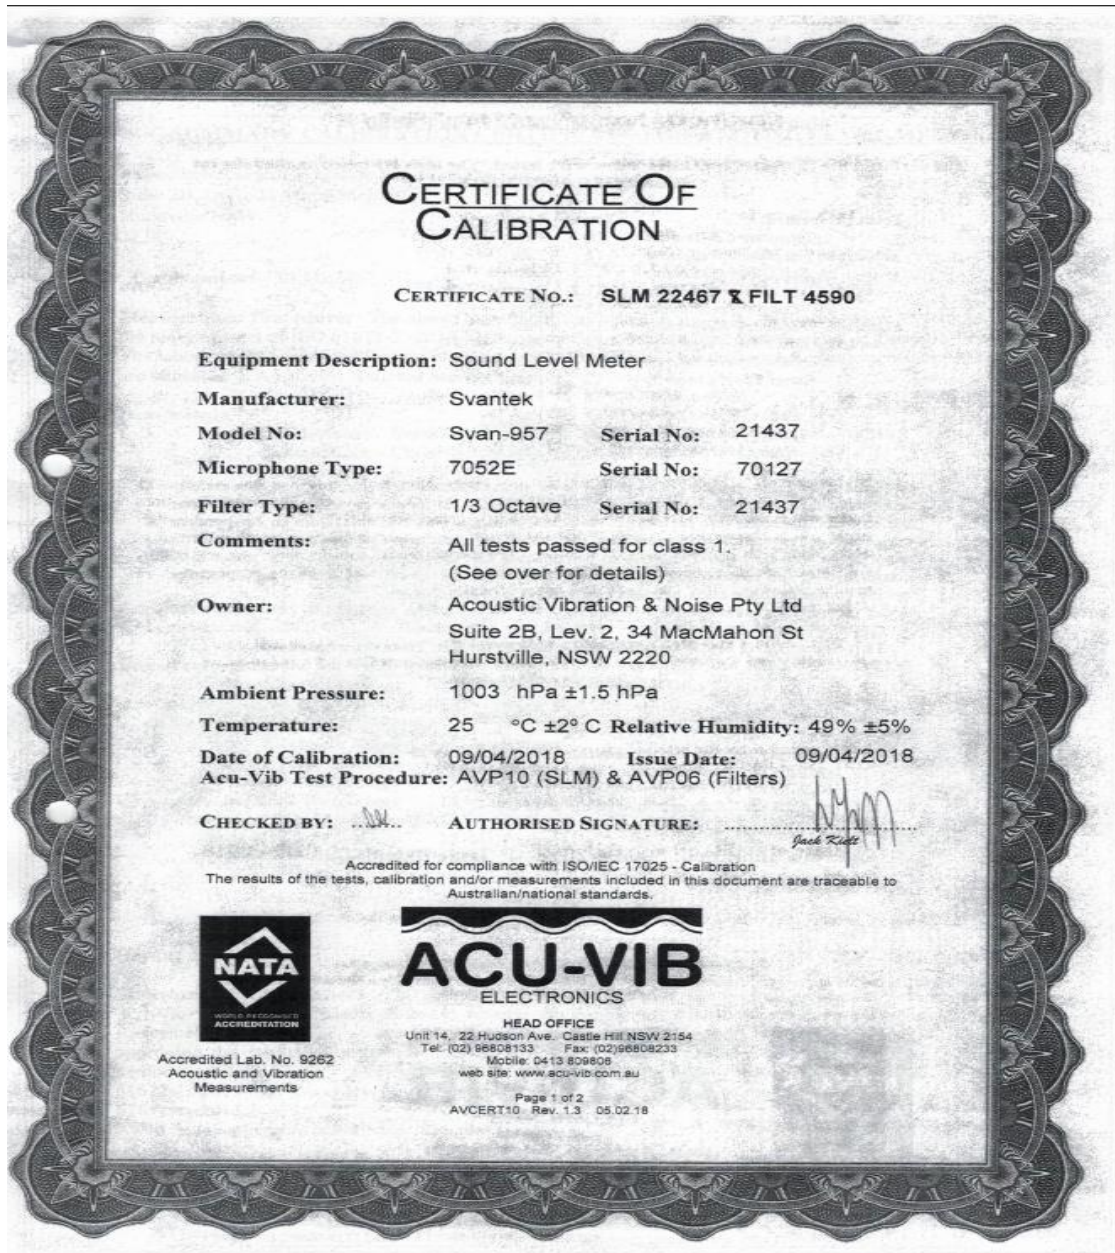 CERTIFICATE OF
CALIBRATION
CERTIFICATE NO.: SLM 22467 & FILT 4590
Equipment Description: Sound Level Meter
Manufacturer: Svantek
Model No: Svan-957 Serial No: 21437
Microphone Type: 7052E Serial No: 70127
Filter Type: 1/3 Octave Serial No: 21437
Comments: All tests passed for class 1.
(See over for details)
Owner: Acoustic Vibration & Noise Pty Ltd
Suite 2B, Lev. 2, 34 MacMahon St
Hurstville, NSW 2220
Ambient Pressure: 1003 hPa ±1.5 hPa
Temperature: 25 °C ±2° C Relative Humidity: 49% ±5%
Date of Calibration: 09/04/2018 Issue Date: 09/04/2018
Acu-Vib Test Procedure: AVP10 (SLM) & AVP06 (Filters)
CHECKED BY: AUTHORISED SIGNATURE:
Jack Kielt
Accredited for compliance with ISO/IEC 17025 - Calibration
The results of the tests, calibration and/or measurements included in this document are traceable to
Australian/national standards.
NATA
WORLD RECOGNISED
ACCREDITATION
Accredited Lab. No. 9262
Acoustic and Vibration
Measurements
ACU-VIB
ELECTRONICS
HEAD OFFICE
Unit 14, 22 Hudson Ave. Castle Hill NSW 2154
Tel: (02) 96808133 Fax: (02)96808233
Mobile: 0413 809806
web site: www.acu-vib.com.au
Page 1 of 2
AVCERT10 Rev. 1.3 05.02.18